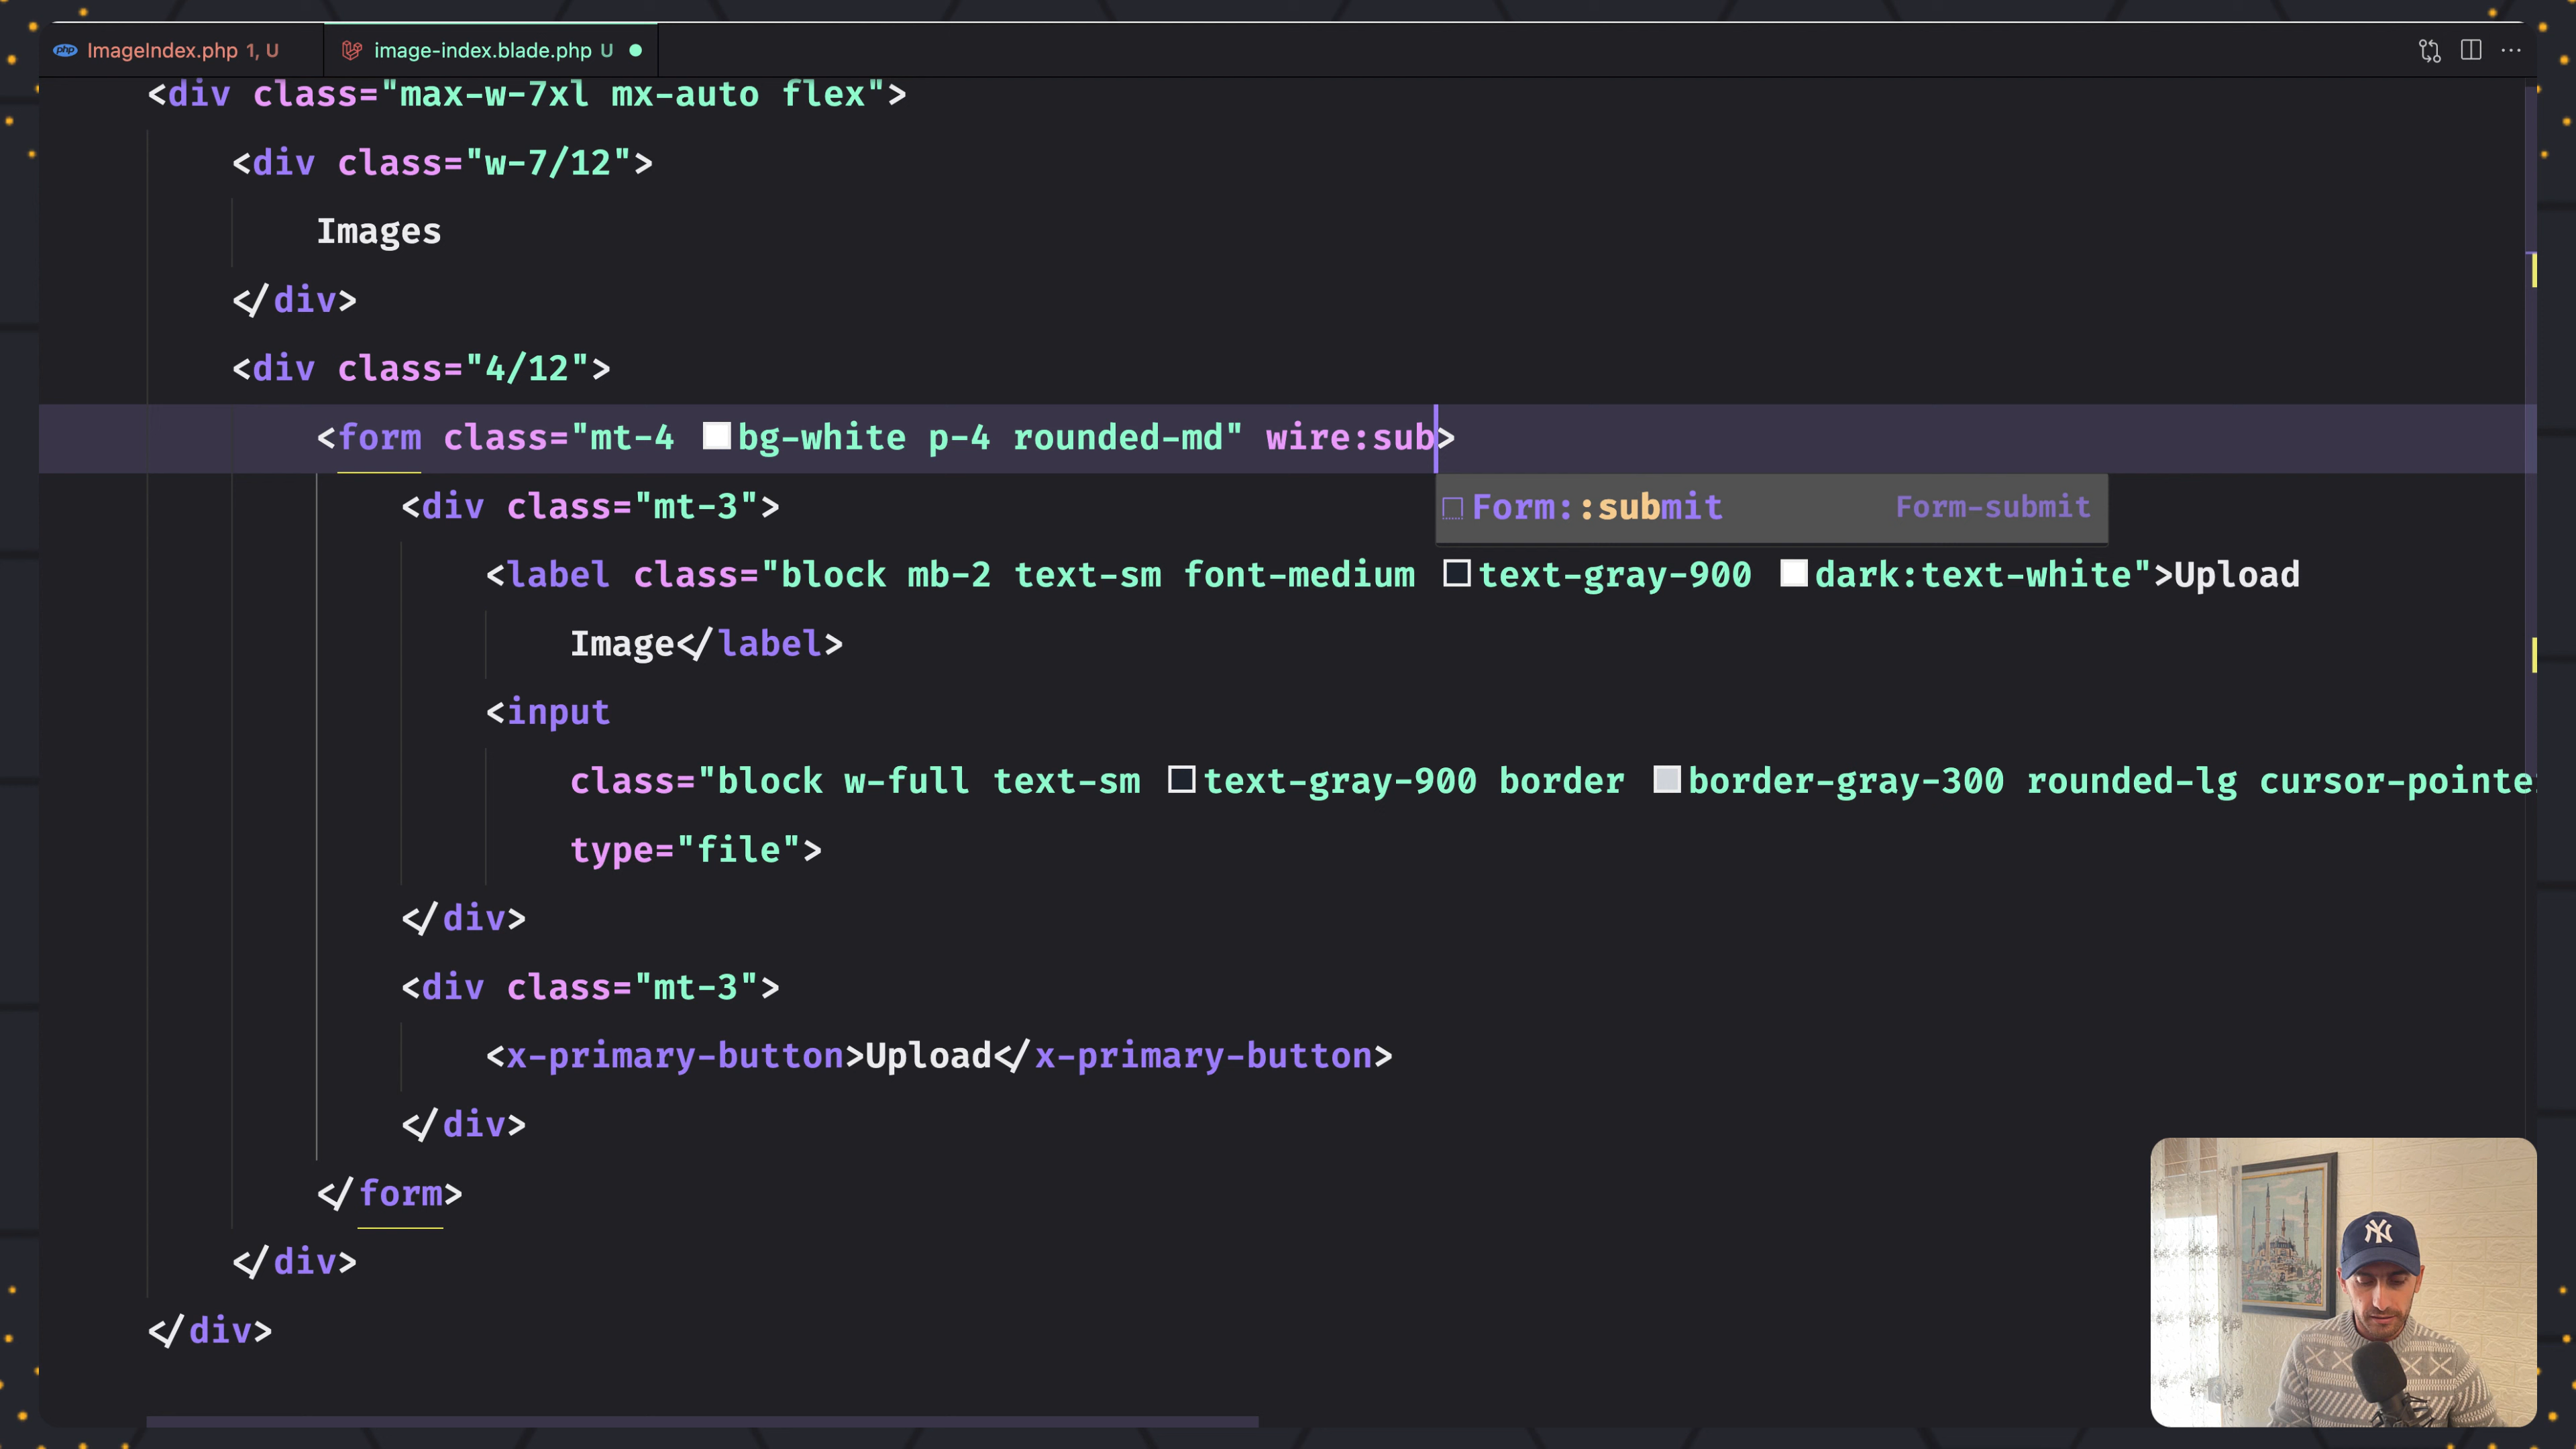 php ImageIndex.php 1, U
image-index.blade.php U
<div class="max-w-7xl mx-auto flex">
<div class="w-7/12">
Images
</div>
<div class="4/12">
<form class="mt-4 bg-white p-4 rounded-md" wire:sub>
Form::submit Form-submit
<div class="mt-3">
<label class="block mb-2 text-sm font-medium text-gray-900 dark:text-white">Upload
Image</label>
<input
class="block w-full text-sm text-gray-900 border border-gray-300 rounded-lg cursor-pointe
type="file">
</div>
<div class="mt-3">
<x-primary-button>Upload</x-primary-button>
</div>
</form>
</div>
</div>
NY